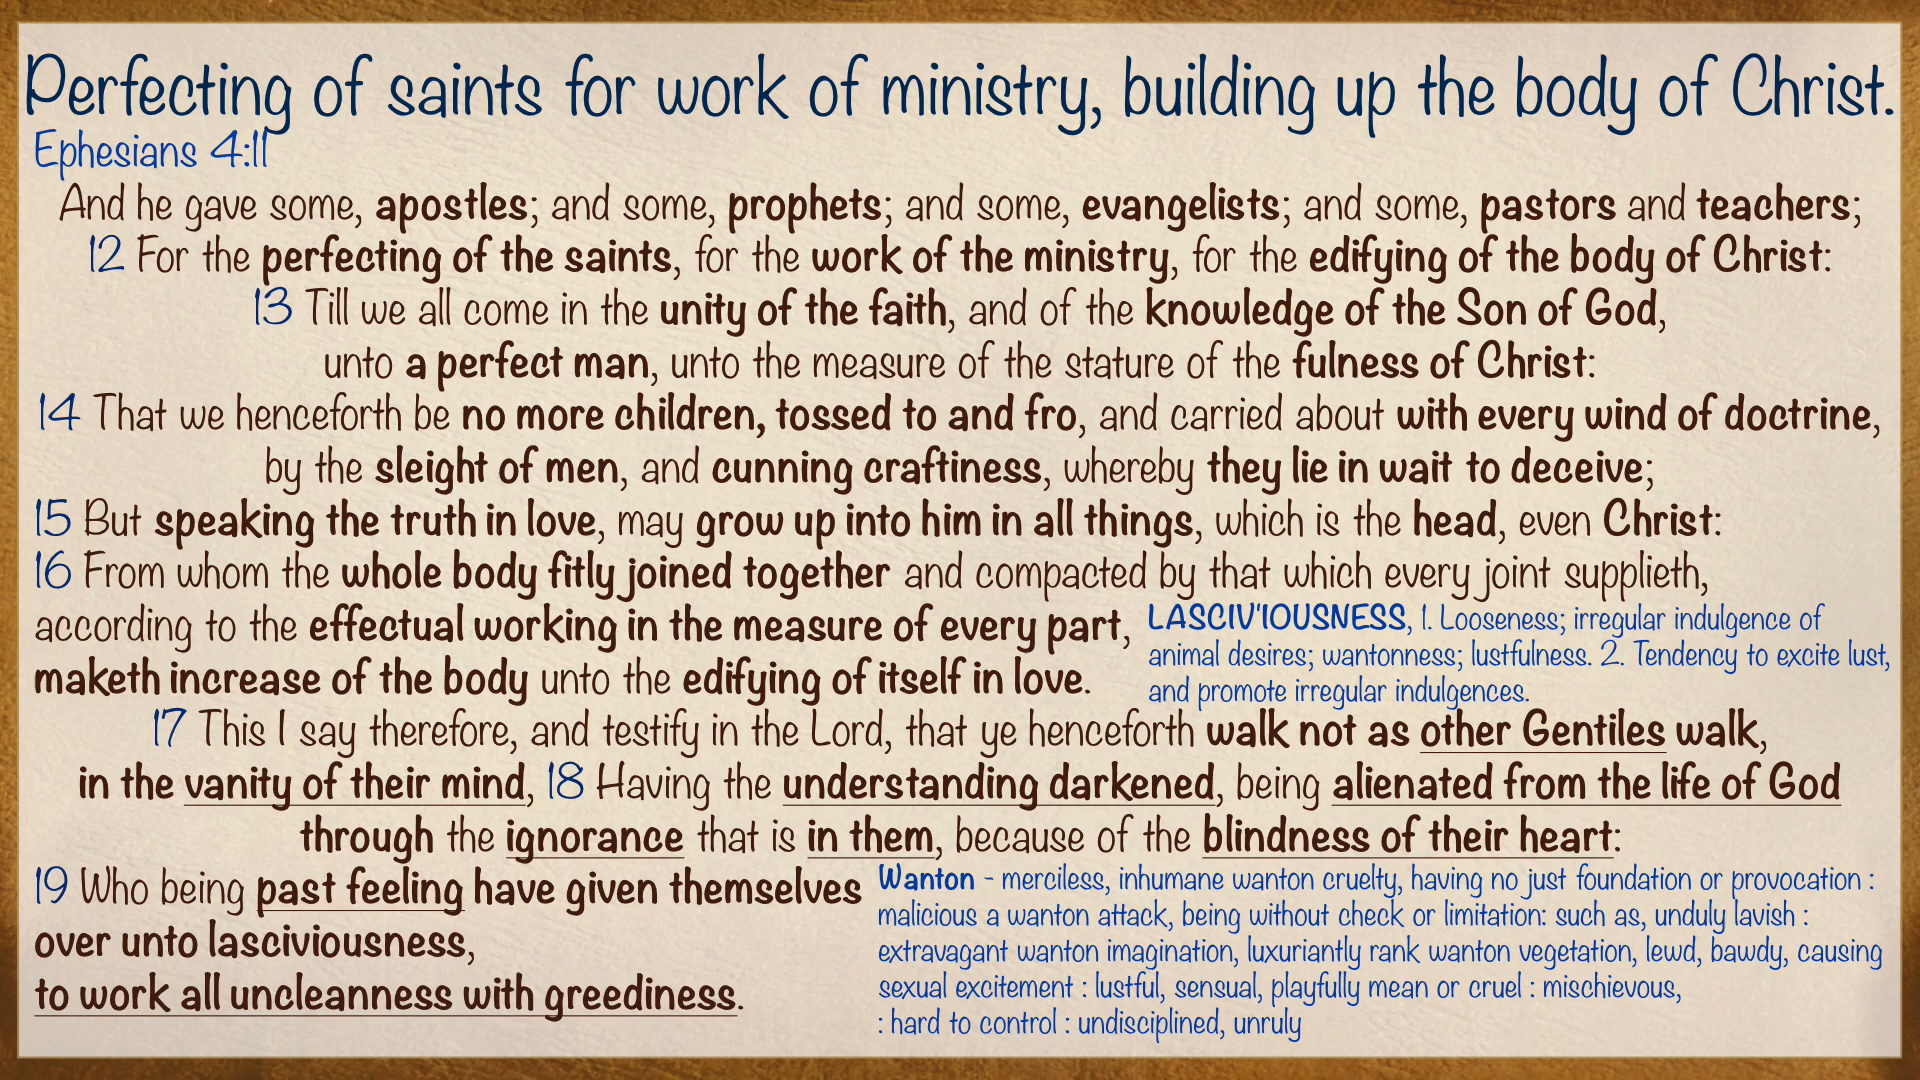 Perfecting of saints for work of ministry, building up the body of Christ.
Ephesians 4:11
And he gave some, apostles; and some, prophets; and some, evangelists; and some, pastors and teachers;
12 For the perfecting of the saints, for the work of the ministry, for the edifying of the body of Christ:
13 Till we all come in the unity of the faith, and of the knowledge of the Son of God,
unto a perfect man, unto the measure of the stature of the fulness of Christ:
14 That we henceforth be no more children, tossed to and fro, and carried about with every wind of doctrine,
by the sleight of men, and cunning craftiness, whereby they lie in wait to deceive;
15 But speaking the truth in love, may grow up into him in all things, which is the head, even Christ:
16 From whom the whole body fitly joined together and compacted by that which every joint supplieth,
according to the effectual working in the measure of every part,
maketh increase of the body unto the edifying of itself in love.
LASCIV'IOUSNESS, 1. Looseness; irregular indulgence of
animal desires; wantonness; lustfulness. 2. Tendency to excite lust,
and promote irregular indulgences.
17 This I say therefore, and testify in the Lord, that ye henceforth walk not as other Gentiles walk,
in the vanity of their mind, 18 Having the understanding darkened, being alienated from the life of God
through the ignorance that is in them, because of the blindness of their heart:
19 Who being past feeling have given themselves
over unto lasciviousness,
to work all uncleanness with greediness.
Wanton - merciless, inhumane wanton cruelty, having no just foundation or provocation :
malicious a wanton attack, being without check or limitation: such as, unduly lavish :
extravagant wanton imagination, luxuriantly rank wanton vegetation, lewd, bawdy, causing
sexual excitement : lustful, sensual, playfully mean or cruel : mischievous,
: hard to control : undisciplined, unruly